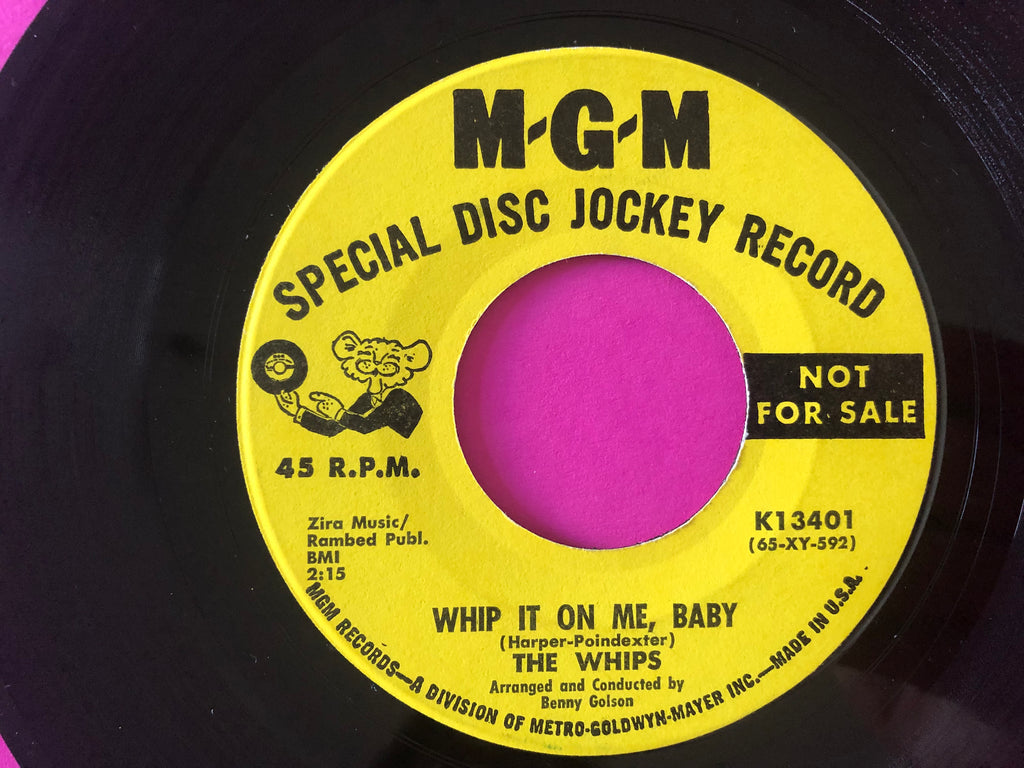 M-G-M
SPECIAL DISC JOCKEY RECORD
NOT
FOR SALE
45 R.P.M.
K13401
(65-XY-592)
Zira Music/
Rambed Publ.
BMI
2:15
WHIP IT ON ME, BABY
(Harper-Poindexter)
THE WHIPS
Arranged and Conducted by
Benny Golson
MGM RECORDS—A DIVISION OF METRO-GOLDWYN-MAYER INC.—MADE IN U.S.A.